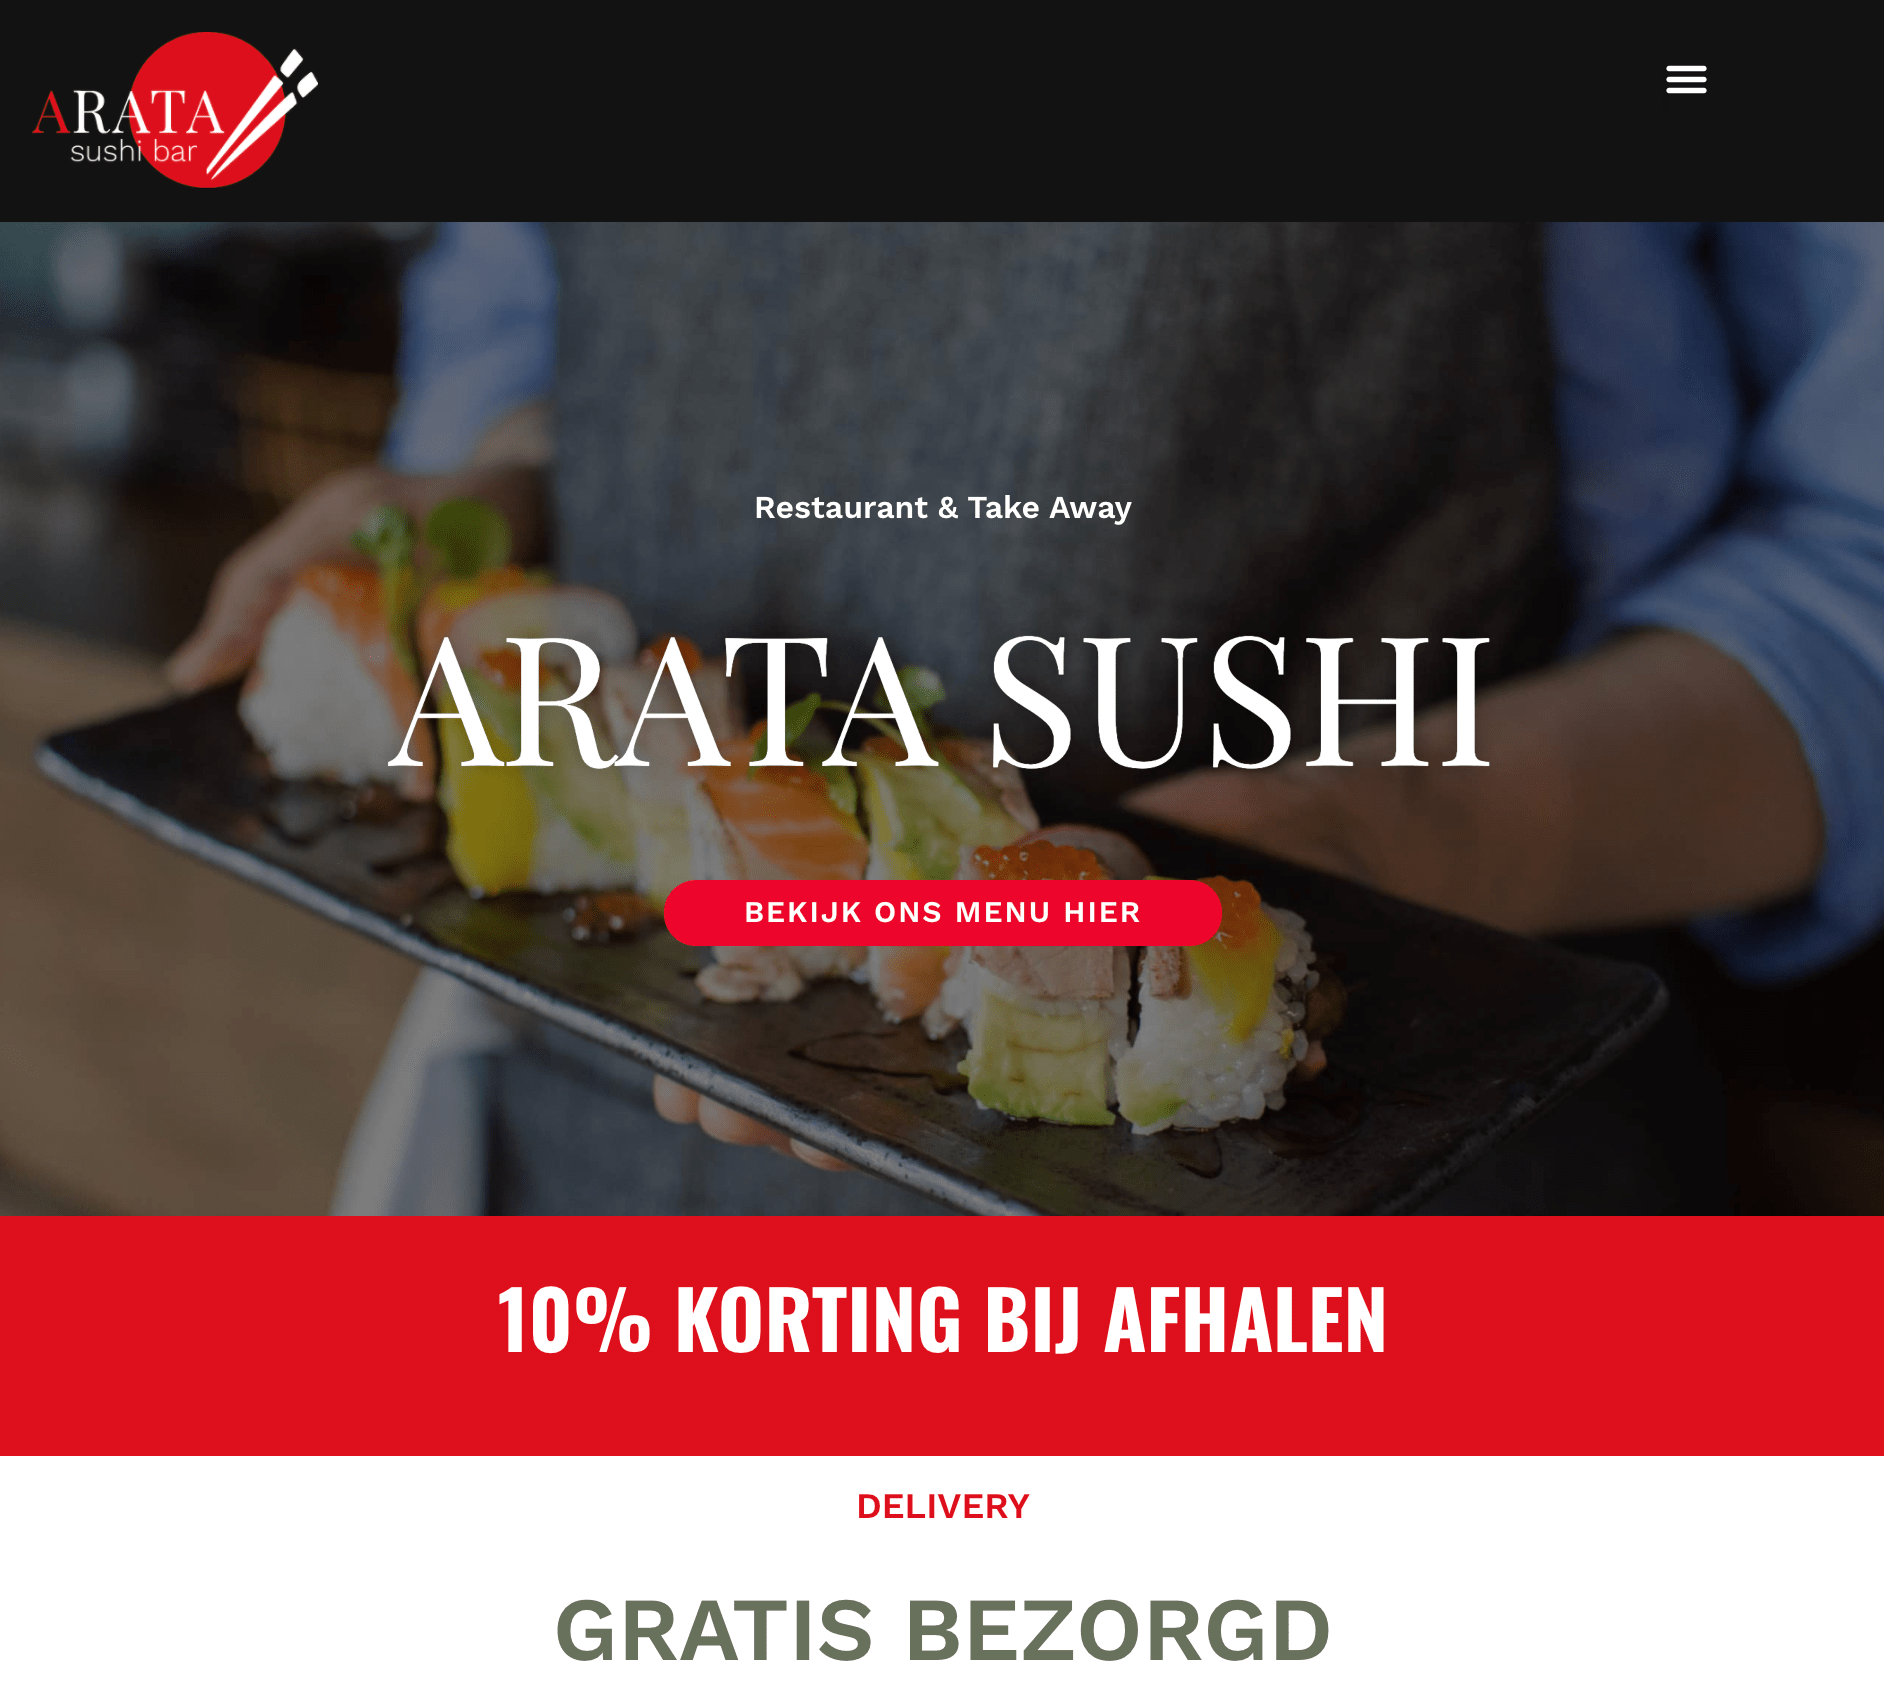 ARATA
sushi bar
Restaurant & Take Away
ARATA SUSHI
BEKIJK ONS MENU HIER
10% KORTING BIJ AFHALEN
DELIVERY
GRATIS BEZORGD